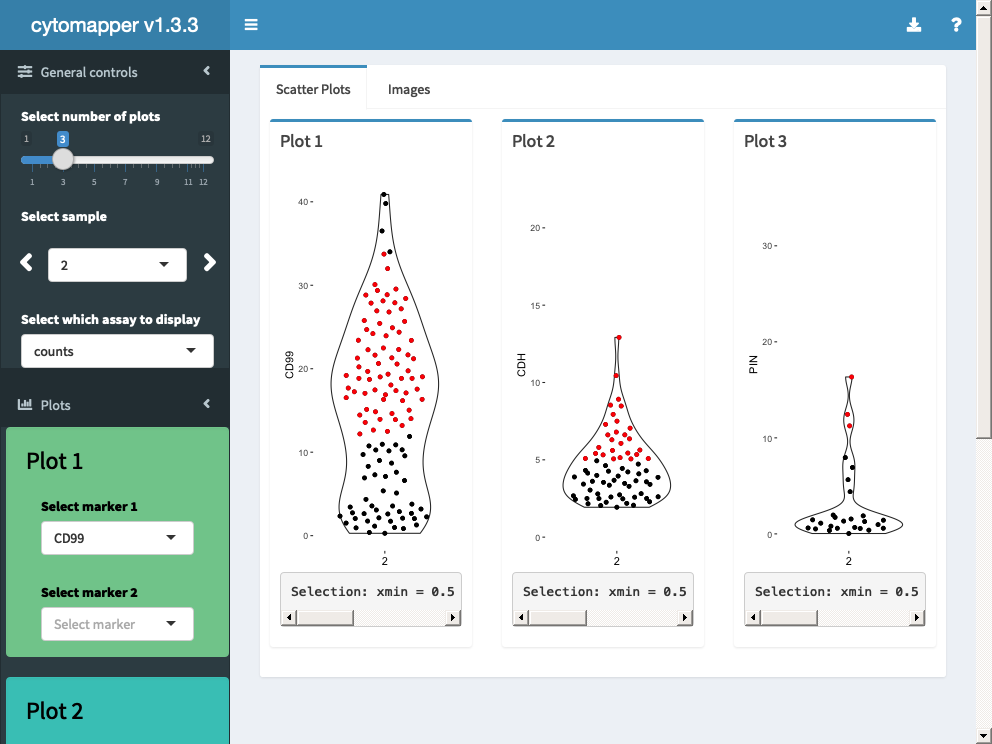 cytomapper v1.3.3
?
General controls
Select number of plots
1 3 12
1 3 5 7 9 11 12
Select sample
2
Select which assay to display
counts
Plots
Plot 1
Select marker 1
CD99
Select marker 2
Select marker
Plot 2
Scatter Plots
Images
Plot 1
40
30
20
10
0
CD99
2
Selection: xmin = 0.5
Plot 2
20
15
10
5
0
CDH
2
Selection: xmin = 0.5
Plot 3
30
20
10
0
PIN
2
Selection: xmin = 0.5